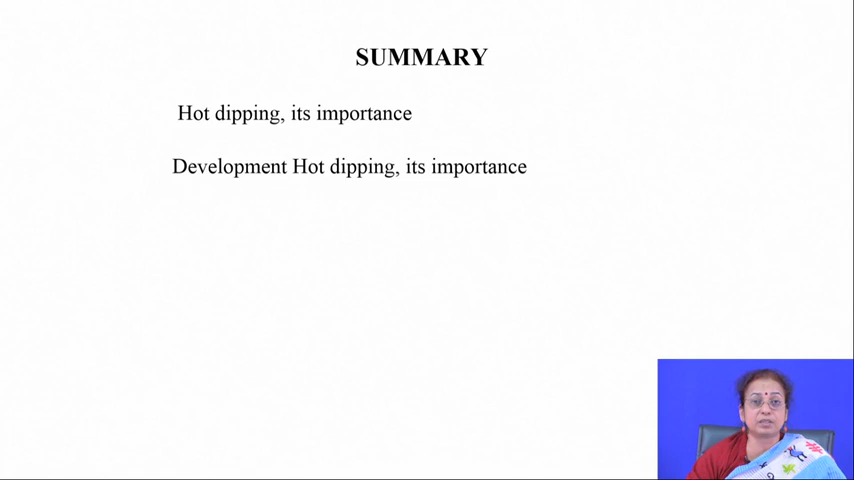 SUMMARY
Hot dipping, its importance
Development Hot dipping, its importance